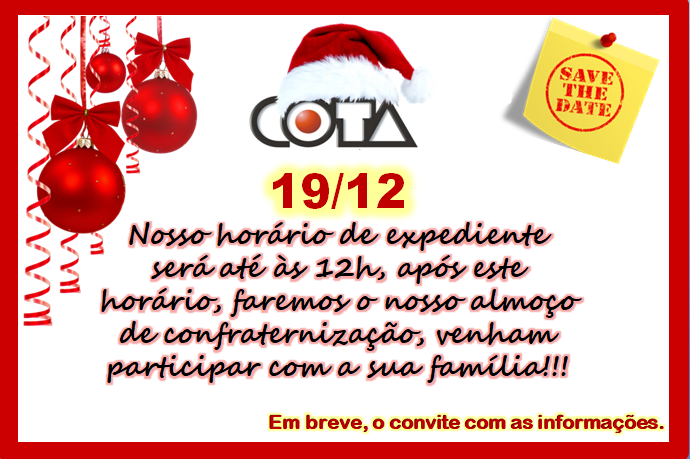 COTA
SAVE
THE
DATE
19/12
Nosso horário de expediente
será até às 12h, após este
horário, faremos o nosso almoço
de confraternização, venham
participar com a sua família!!!
Em breve, o convite com as informações.